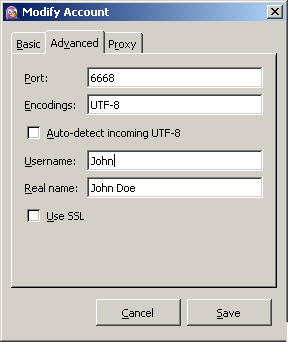 Modify Account
Basic Advanced Proxy
Port: 6668
Encodings: UTF-8
Auto-detect incoming UTF-8
Username: John
Real name: John Doe
Use SSL
Cancel Save